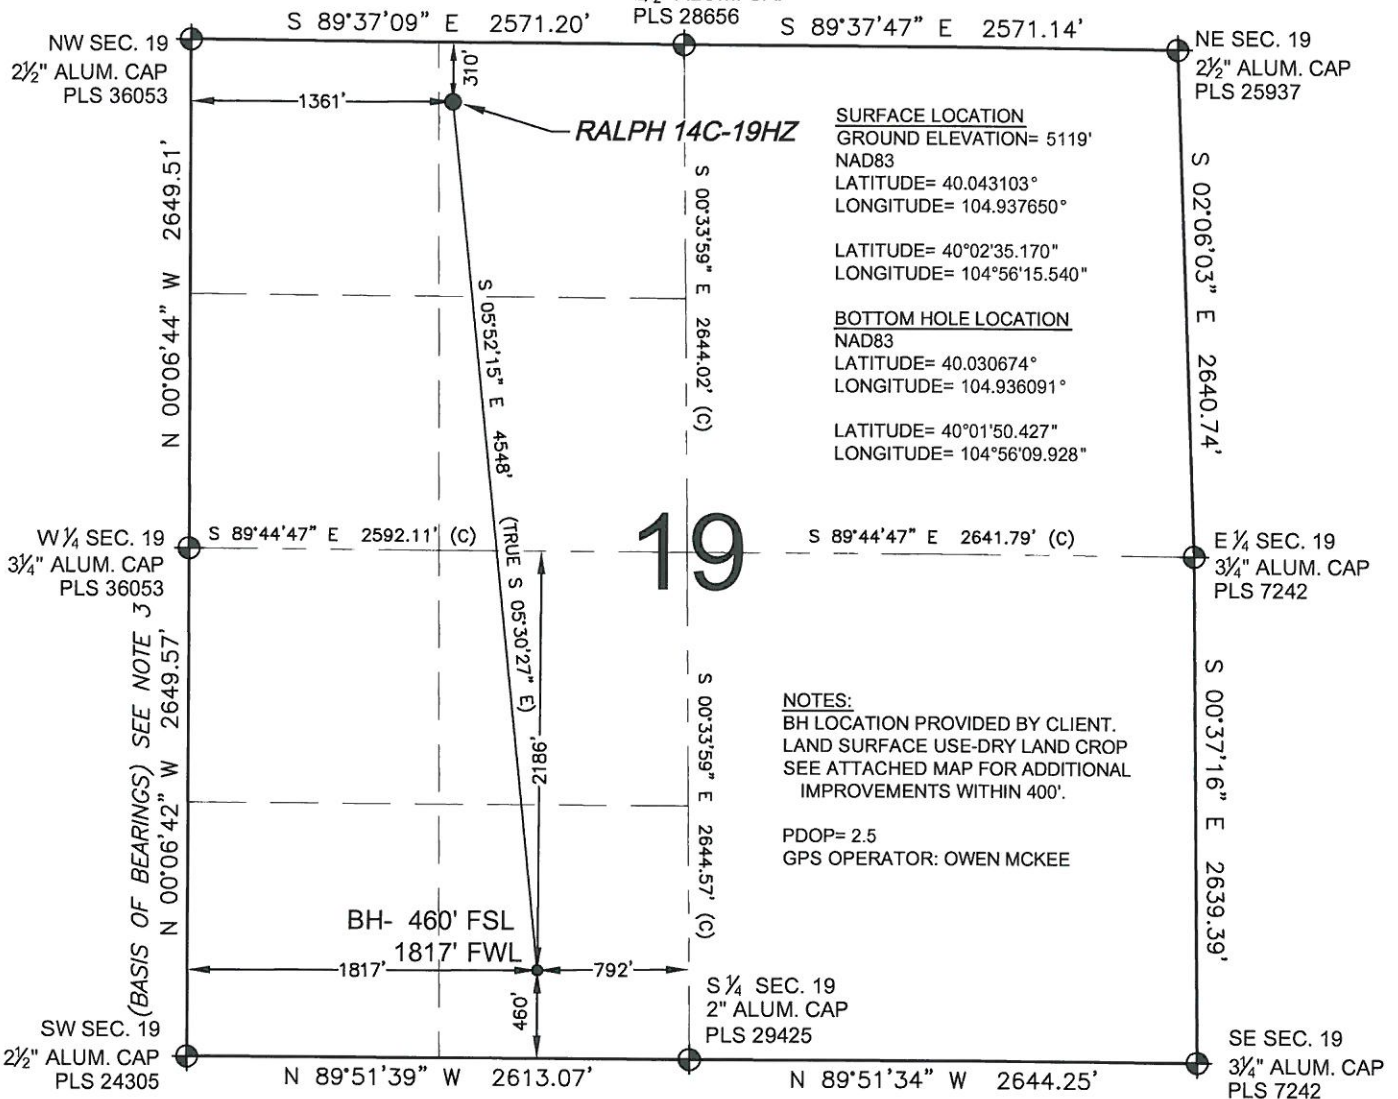 PLS 28656
S 89°37'09" E 2571.20'
S 89°37'47" E 2571.14'
NW SEC. 19
2½" ALUM. CAP
PLS 36053
NE SEC. 19
2½" ALUM. CAP
PLS 25937
310'
1361'
RALPH 14C-19HZ
SURFACE LOCATION
GROUND ELEVATION= 5119'
NAD83
LATITUDE= 40.043103°
LONGITUDE= 104.937650°
LATITUDE= 40°02'35.170"
LONGITUDE= 104°56'15.540"
BOTTOM HOLE LOCATION
NAD83
LATITUDE= 40.030674°
LONGITUDE= 104.936091°
LATITUDE= 40°01'50.427"
LONGITUDE= 104°56'09.928"
N 00°06'44" W 2649.51'
S 05°52'15" E 4548' (TRUE S 05°30'27" E)
S 00°33'59" E 2644.02' (C)
S 02°06'03" E 2640.74'
W ¼ SEC. 19
3¼" ALUM. CAP
PLS 36053
S 89°44'47" E 2592.11' (C)
19
S 89°44'47" E 2641.79' (C)
E ¼ SEC. 19
3¼" ALUM. CAP
PLS 7242
(BASIS OF BEARINGS) SEE NOTE 3
N 00°06'42" W 2649.57'
2186'
S 00°33'59" E 2644.57' (C)
S 00°37'16" E 2639.39'
NOTES:
BH LOCATION PROVIDED BY CLIENT.
LAND SURFACE USE-DRY LAND CROP
SEE ATTACHED MAP FOR ADDITIONAL
IMPROVEMENTS WITHIN 400'.
PDOP= 2.5
GPS OPERATOR: OWEN MCKEE
BH- 460' FSL
1817' FWL
1817'
792'
460'
S ¼ SEC. 19
2" ALUM. CAP
PLS 29425
SW SEC. 19
2½" ALUM. CAP
PLS 24305
N 89°51'39" W 2613.07'
N 89°51'34" W 2644.25'
SE SEC. 19
3¼" ALUM. CAP
PLS 7242